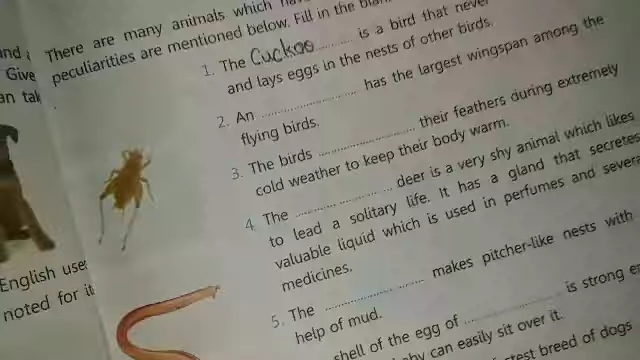 and
Give
an tak
There are many animals which
peculiarities are mentioned below. Fill in the
1. The Cuckoo is a bird that never
and lays eggs in the nests of other birds.
2. An .................... has the largest wingspan among the
flying birds.
3. The birds .................... their feathers during extremely
cold weather to keep their body warm.
4. The .................... deer is a very shy animal which likes
to lead a solitary life. It has a gland that secretes
valuable liquid which is used in perfumes and
medicines.
5. The .................... makes pitcher-like nests with
help of mud.
shell of the egg of .................... is strong
can easily sit over it.
breed of dogs
English
noted for it